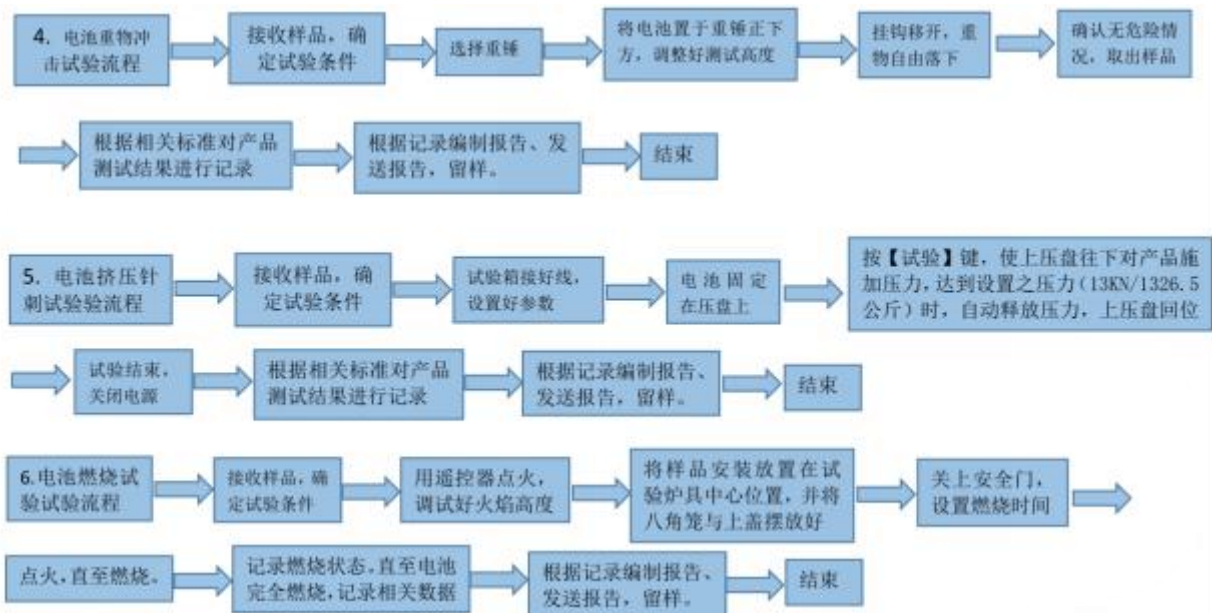 4. 电池重物冲
击试验流程
接收样品，确
定试验条件
选择重锤
将电池置于重锤正下
方，调整好测试高度
挂钩移开，重
物自由落下
确认无危险情
况，取出样品
根据相关标准对产品
测试结果进行记录
根据记录编制报告、发
送报告，留样。
结束
5. 电池挤压针
刺试验验流程
接收样品，确
定试验条件
试验箱接好线，
设置好参数
电池固定
在压盘上
按【试验】键，使上压盘往下对产品施
加压力，达到设置之压力（13KN/1326.5
公斤）时，自动释放压力，上压盘回位
试验结束，
关闭电源
根据相关标准对产品
测试结果进行记录
根据记录编制报告、
发送报告，留样。
结束
6.电池燃烧试
验试验流程
接收样品，确
定试验条件
用遥控器点火，
调试好火焰高度
将样品安装放置在试
验炉具中心位置，并将
八角笼与上盖摆放好
关上安全门，
设置燃烧时间
点火，直至燃烧。
记录燃烧状态，直至电池
完全燃烧，记录相关数据
根据记录编制报告、
发送报告，留样。
结束